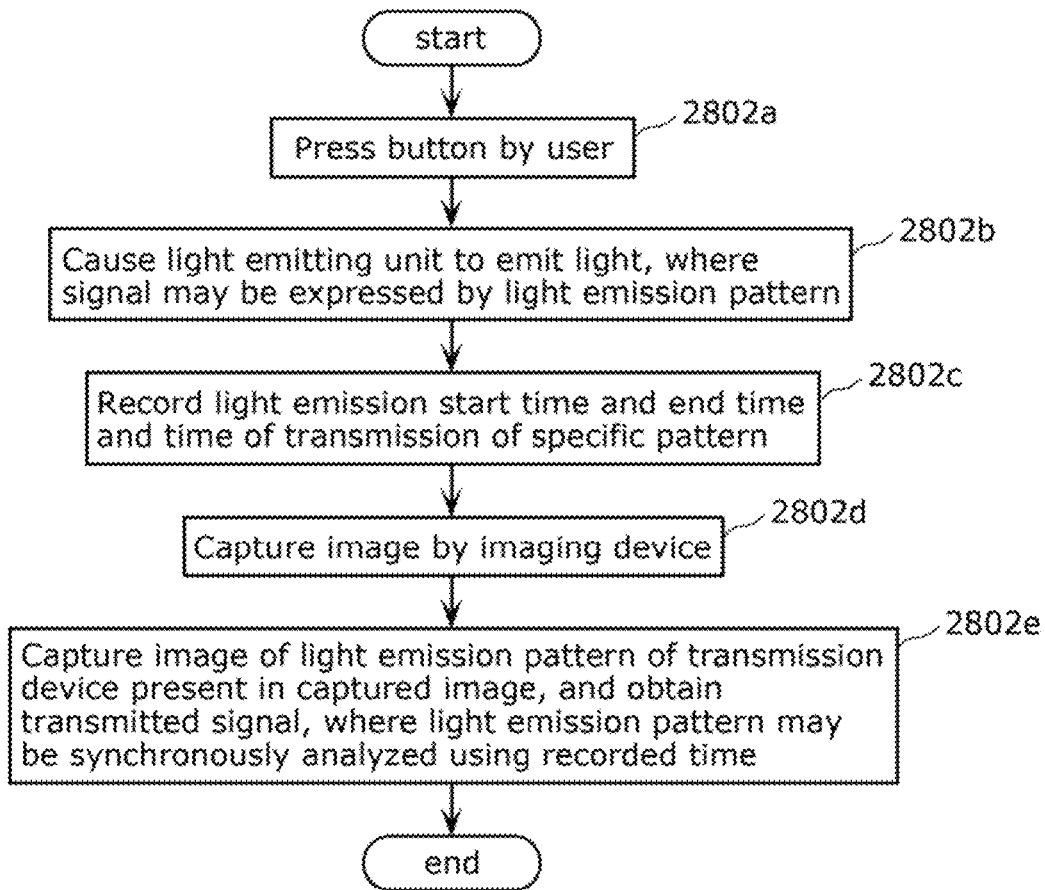 start
2802a
Press button by user
2802b
Cause light emitting unit to emit light, where
signal may be expressed by light emission pattern
2802c
Record light emission start time and end time
and time of transmission of specific pattern
2802d
Capture image by imaging device
2802e
Capture image of light emission pattern of transmission
device present in captured image, and obtain
transmitted signal, where light emission pattern may
be synchronously analyzed using recorded time
end